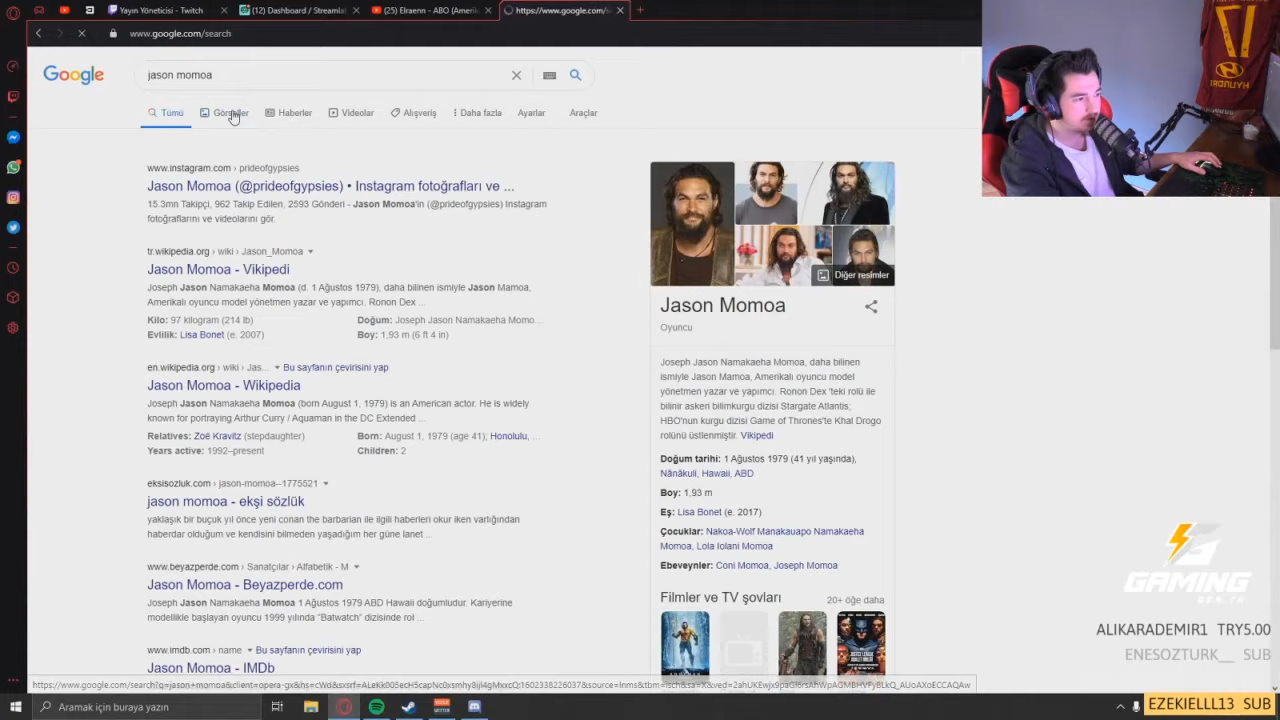 Yayın Yöneticisi - Twitch
(12) Dashboard / Streamlab
(25) Elraenn O (Amerik
https://www.google.com/se
www.google.com/search
Google
jason momoa
Tümü
Görseller
Haberler
Videolar
Alışveriş
Daha fazla
Ayarlar
Araçlar
www.instagram.com › prideofgypsies
Jason Momoa (@prideofgypsies) • Instagram fotoğrafları ve ...
15.3mn Takipçi, 962 Takip Edilen, 2593 Gönderi - Jason Momoa'in (@prideofgypsies) Instagram
fotoğraflarını ve videolarını gör.
tr.wikipedia.org › wiki › Jason_Momoa
Jason Momoa - Vikipedi
Joseph Jason Namakaeha Momoa (d. 1 Ağustos 1979), daha bilinen ismiyle Jason Mamoa,
Amerikalı oyuncu model yönetmen yazar ve yapımcı. Ronon Dex ...
Kilo: 97 kilogram (214 lb)
Doğum: Joseph Jason Namakaeha Momo...
Evlilik: Lisa Bonet (e. 2007)
Boy: 1,93 m (6 ft 4 in)
en.wikipedia.org › wiki › Jas...
Bu sayfanın çevirisini yap
Jason Momoa - Wikipedia
Joseph Jason Namakaeha Momoa (born August 1, 1979) is an American actor. He is widely
known for portraying Arthur Curry / Aquaman in the DC Extended ...
Relatives: Zoë Kravitz (stepdaughter)
Born: August 1, 1979 (age 41); Honolulu, ...
Years active: 1992–present
Children: 2
eksisozluk.com › jason-momoa--1775521
jason momoa - ekşi sözlük
yaklaşık bir buçuk yıl önce yeni conan the barbarian ile ilgili haberleri okur iken varlığından
haberdar olduğum ve kendisini bilmeden yaşadığım her güne lanet ...
www.beyazperde.com › Sanatçılar › Alfabetik - M
Jason Momoa - Beyazperde.com
Joseph Jason Namakaeha Momoa 1 Ağustos 1979 ABD Hawaii doğumludur. Kariyerine
modellikle başlayan oyuncu 1999 yılında "Batwatch" dizisinde rol ...
www.imdb.com › name
Bu sayfanın çevirisini yap
Jason Momoa - IMDb
Diğer resimler
Jason Momoa
Oyuncu
Joseph Jason Namakaeha Momoa, daha bilinen
ismiyle Jason Mamoa, Amerikalı oyuncu model
yönetmen yazar ve yapımcı. Ronon Dex 'teki rolü ile
bilinir askeri bilimkurgu dizisi Stargate Atlantis;
HBO'nun kurgu dizisi Game of Thrones'te Khal Drogo
rolünü üstlenmiştir. Vikipedi
Doğum tarihi: 1 Ağustos 1979 (41 yıl yaşında),
Nānākuli, Hawaii, ABD
Boy: 1,93 m
Eş: Lisa Bonet (e. 2017)
Çocuklar: Nakoa-Wolf Manakauapo Namakaeha
Momoa, Lola Iolani Momoa
Ebeveynler: Coni Momoa, Joseph Momoa
Filmler ve TV şovları
20+ öğe daha
GAMING
ALIKARADEMIR1 TRY5.00
ENESOZTURK__ SUB
Aramak için buraya yazın
EZEKIELLL13 SUB